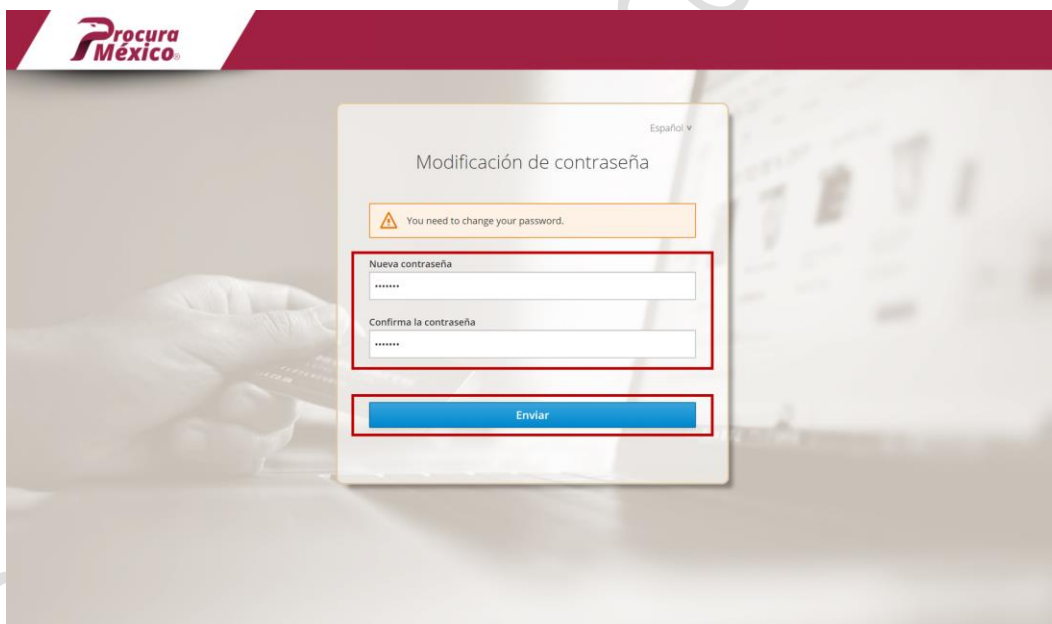 Procura
México®
Español
Modificación de contraseña
You need to change your password.
Nueva contraseña
•••••••
Confirma la contraseña
•••••••
Enviar